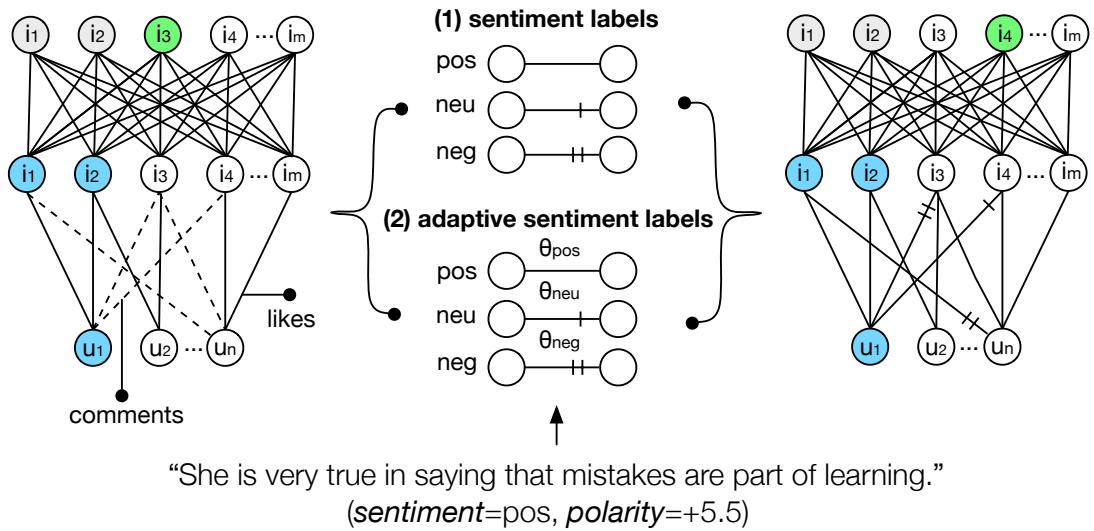 i1 i2 i3 i4 ... im
i1 i2 i3 i4 ... im
u1 u2 ... un
likes
comments
(1) sentiment labels
pos
neu
neg
(2) adaptive sentiment labels
pos θpos
neu θneu
neg θneg
i1 i2 i3 i4 ... im
i1 i2 i3 i4 ... im
u1 u2 ... un
“She is very true in saying that mistakes are part of learning.”
(sentiment=pos, polarity=+5.5)